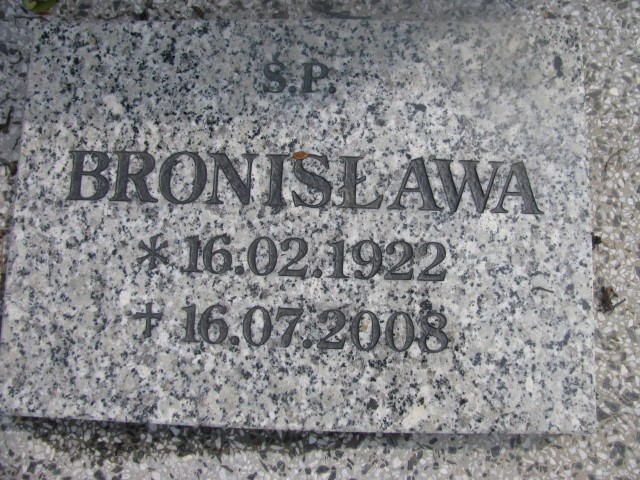 S.P.
BRONISŁAWA
* 16.02.1922
+ 16.07.2008